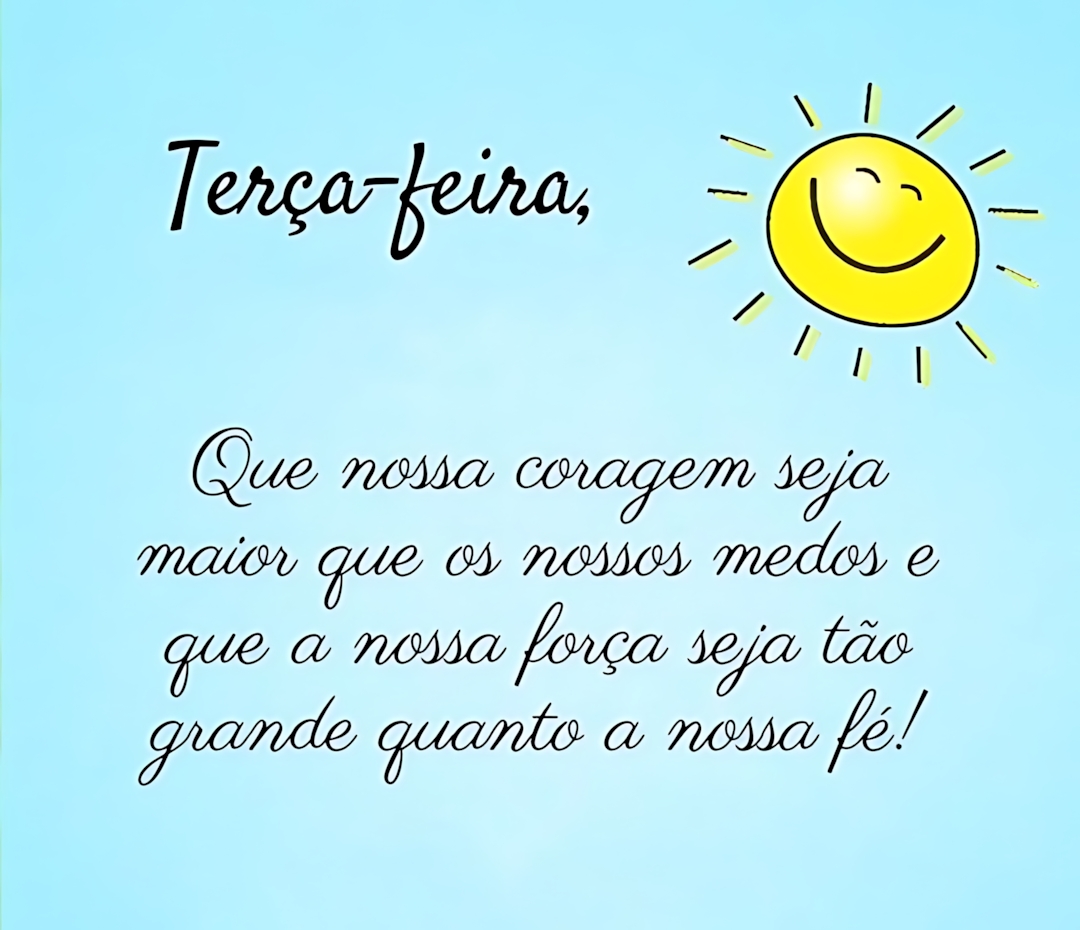 Terça-feira,
Que nossa coragem seja
maior que os nossos medos e
que a nossa força seja tão
grande quanto a nossa fé!